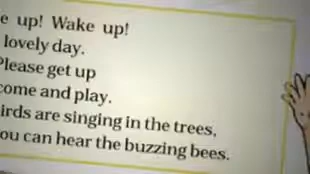 e up! Wake up!
lovely day.
Please get up
come and play.
irds are singing in the trees,
ou can hear the buzzing bees.